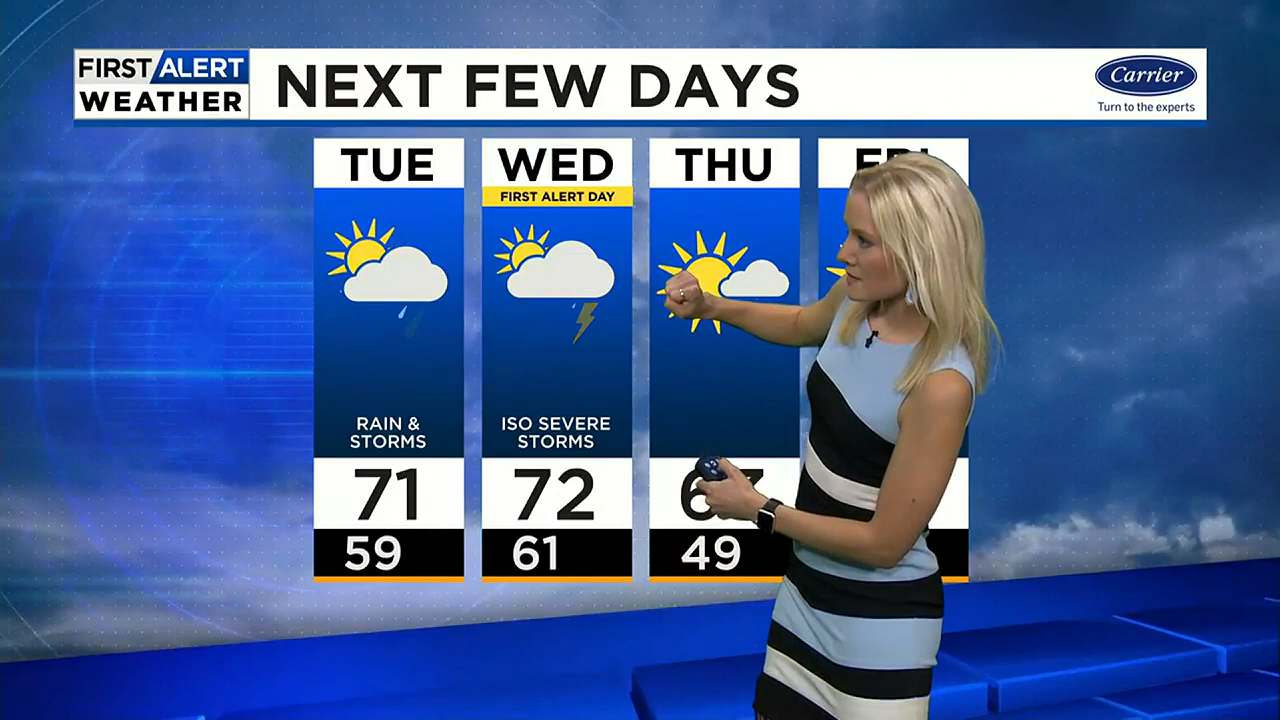 FIRST ALERT
WEATHER
NEXT FEW DAYS
Carrier
Turn to the experts
TUE
RAIN &
STORMS
71
59
WED
FIRST ALERT DAY
ISO SEVERE
STORMS
72
61
THU
49